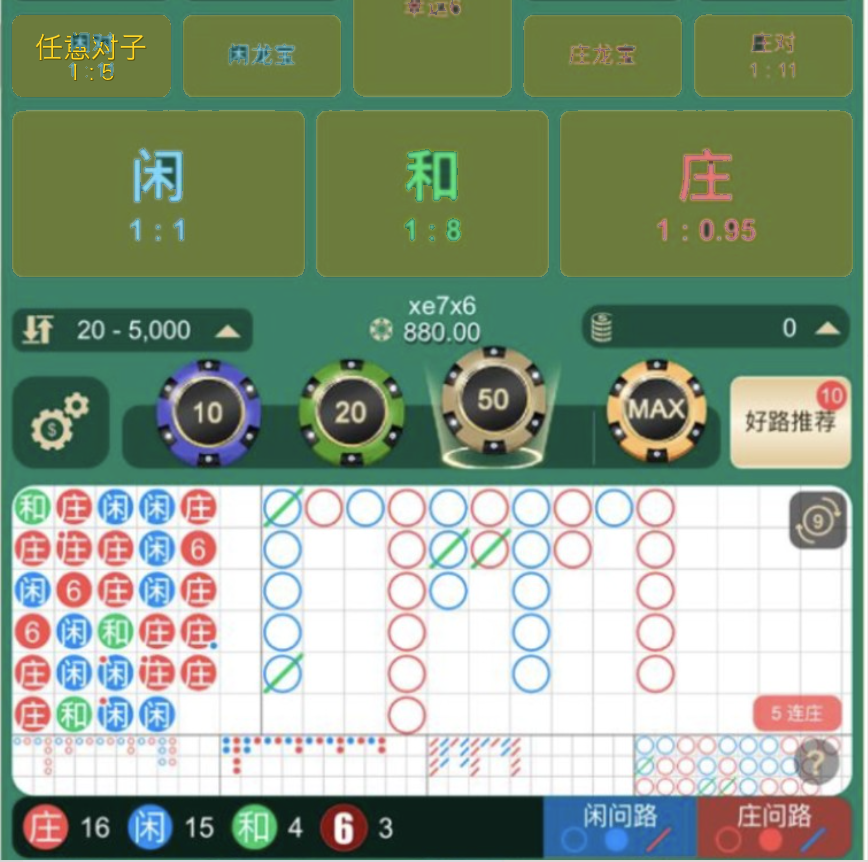 幸运6
任意对子
1:5
闲龙宝
庄龙宝
庄对
1:11
闲
1:1
和
1:8
庄
1:0.95
20 - 5,000
xe7x6
880.00
0
10
20
50
MAX
10
好路推荐
和 庄 闲 闲 庄
9
庄 庄 庄 闲 6
闲 6 庄 闲 庄
6 闲 和 庄 庄
庄 闲 闲 庄 庄
庄 和 闲 闲
5 连庄
?
庄 16 闲 15 和 4 6 3
闲问路
庄问路